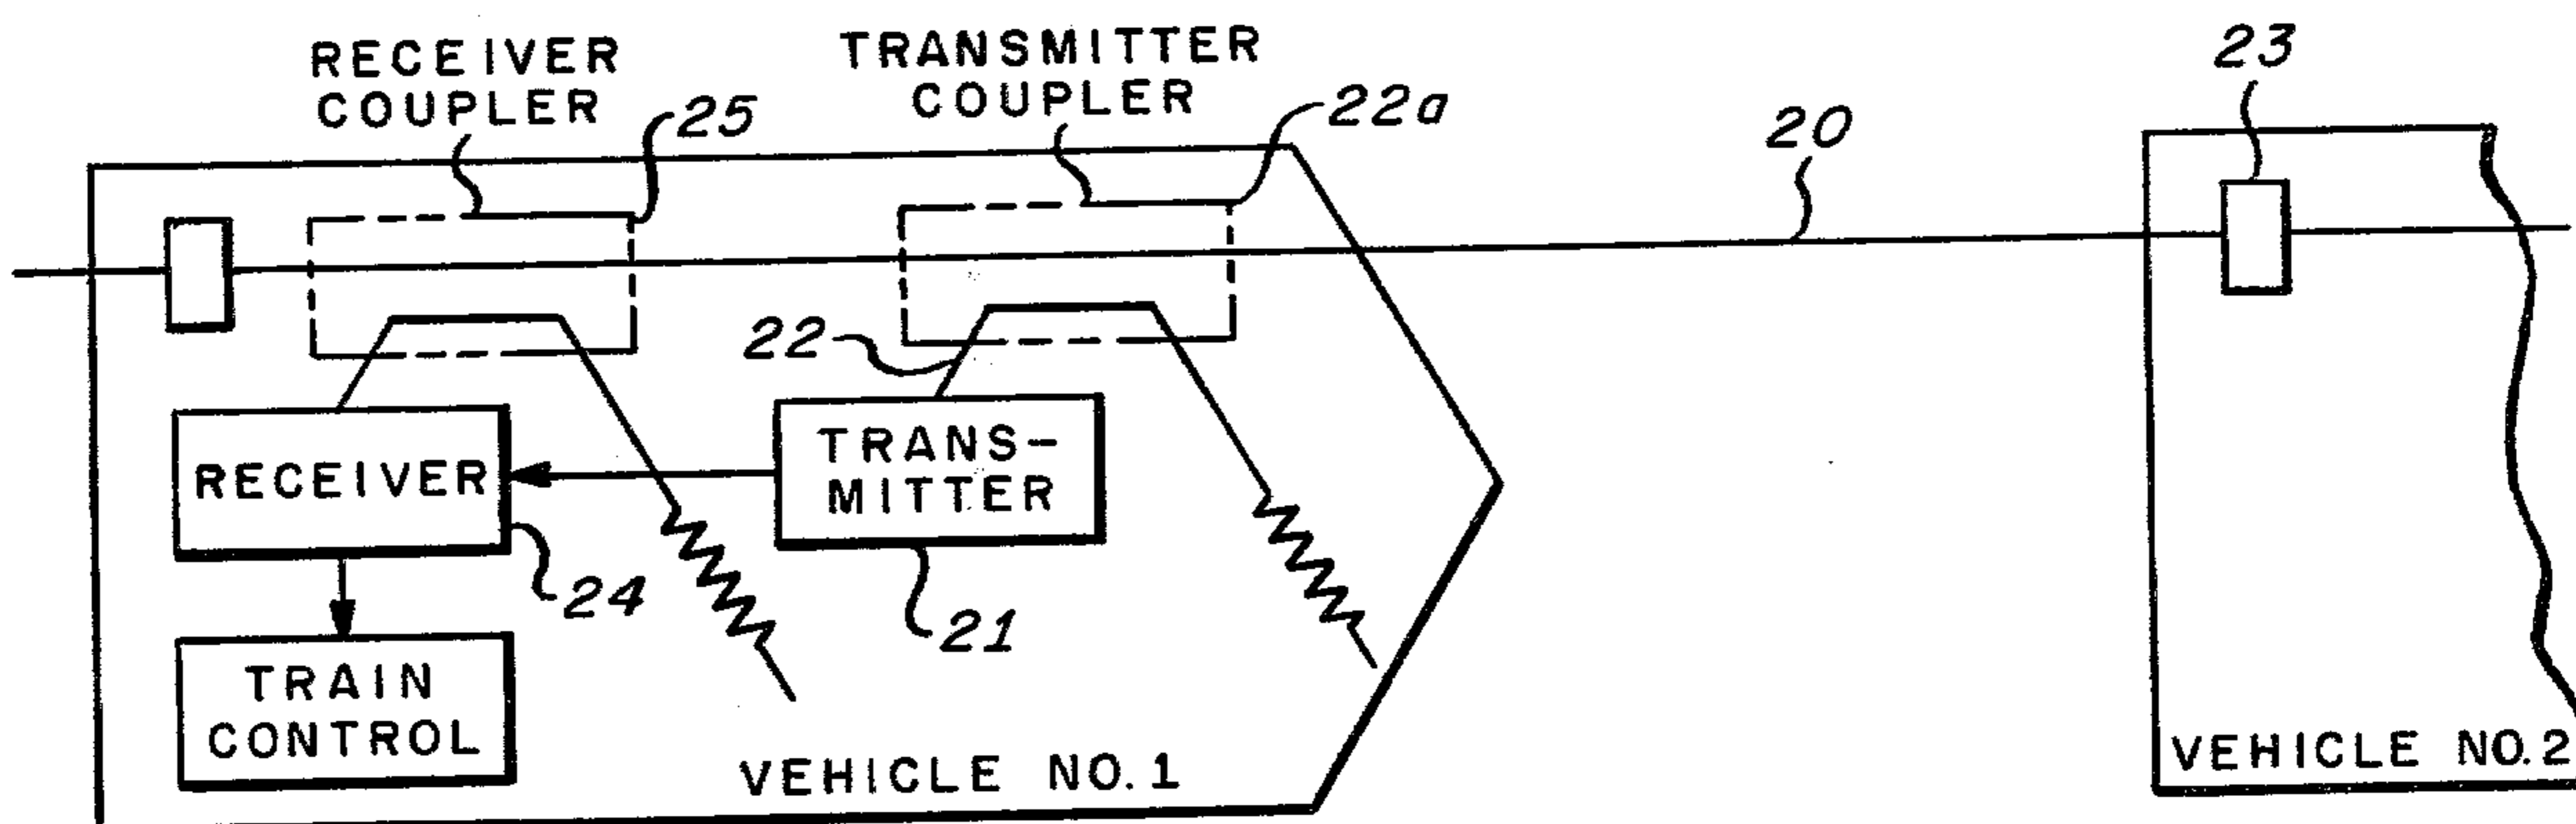 RECEIVER
COUPLER
25
TRANSMITTER
COUPLER
22a
20
23
22
RECEIVER
24
TRANS-
MITTER
21
TRAIN
CONTROL
VEHICLE NO. 1
VEHICLE NO. 2